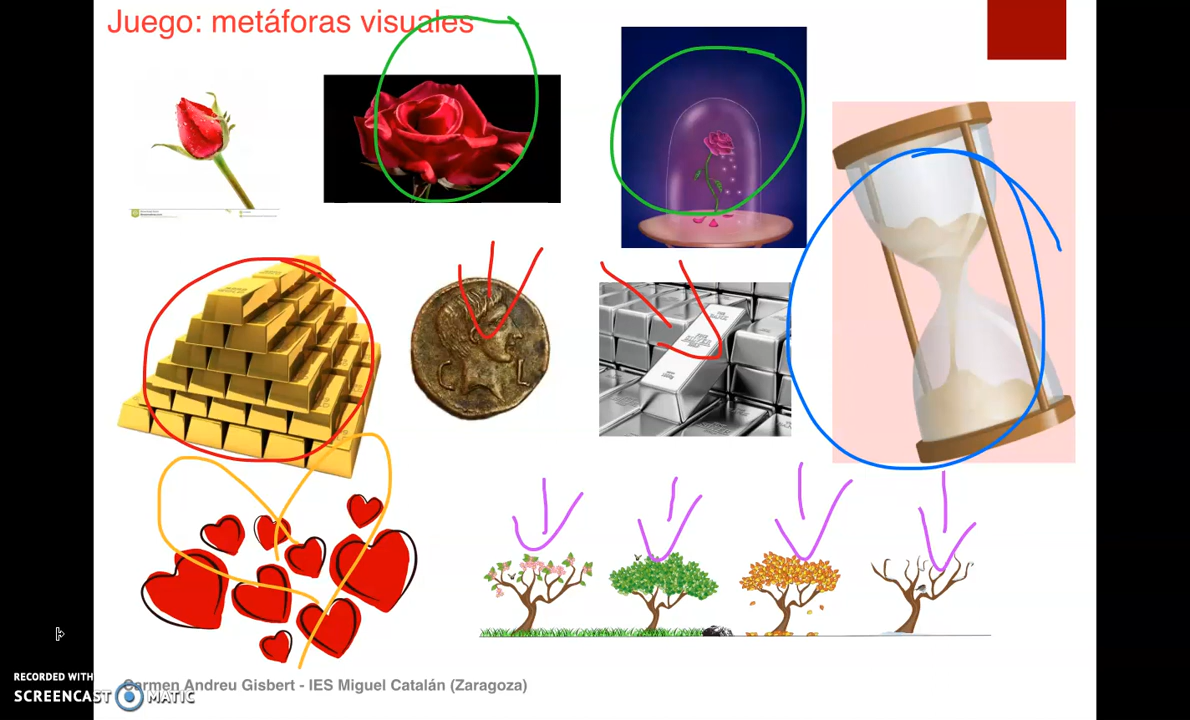 Juego: metáforas visuales
C L
Carmen Andreu Gisbert - IES Miguel Catalán (Zaragoza)
RECORDED WITH
SCREENCAST MATIC